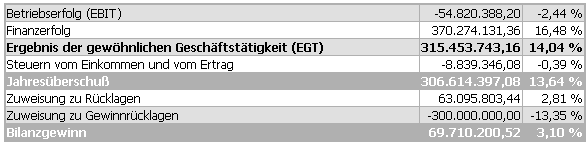 Betriebserfolg (EBIT) -54.820.388,20 -2,44 %
Finanzerfolg 370.274.131,36 16,48 %
Ergebnis der gewöhnlichen Geschäftstätigkeit (EGT) 315.453.743,16 14,04 %
Steuern vom Einkommen und vom Ertrag -8.839.346,08 -0,39 %
Jahresüberschuß 306.614.397,08 13,64 %
Zuweisung zu Rücklagen 63.095.803,44 2,81 %
Zuweisung zu Gewinnrücklagen -300.000.000,00 -13,35 %
Bilanzgewinn 69.710.200,52 3,10 %